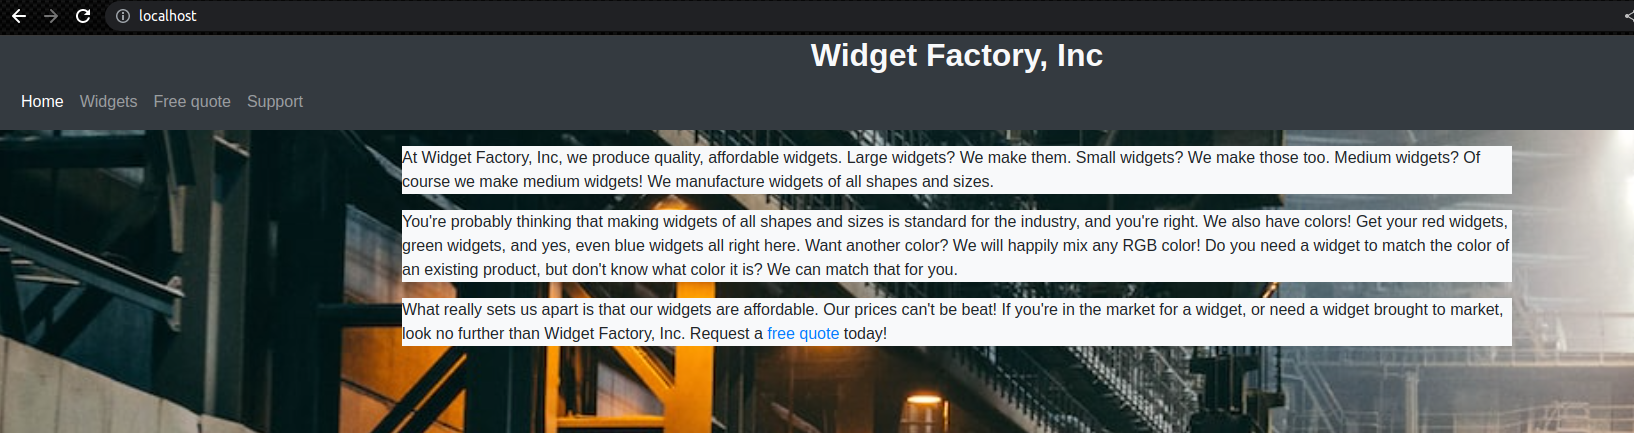 localhost
Widget Factory, Inc
Home Widgets Free quote Support
At Widget Factory, Inc, we produce quality, affordable widgets. Large widgets? We make them. Small widgets? We make those too. Medium widgets? Of
course we make medium widgets! We manufacture widgets of all shapes and sizes.
You're probably thinking that making widgets of all shapes and sizes is standard for the industry, and you're right. We also have colors! Get your red widgets,
green widgets, and yes, even blue widgets all right here. Want another color? We will happily mix any RGB color! Do you need a widget to match the color of
an existing product, but don't know what color it is? We can match that for you.
What really sets us apart is that our widgets are affordable. Our prices can't be beat! If you're in the market for a widget, or need a widget brought to market,
look no further than Widget Factory, Inc. Request a free quote today!